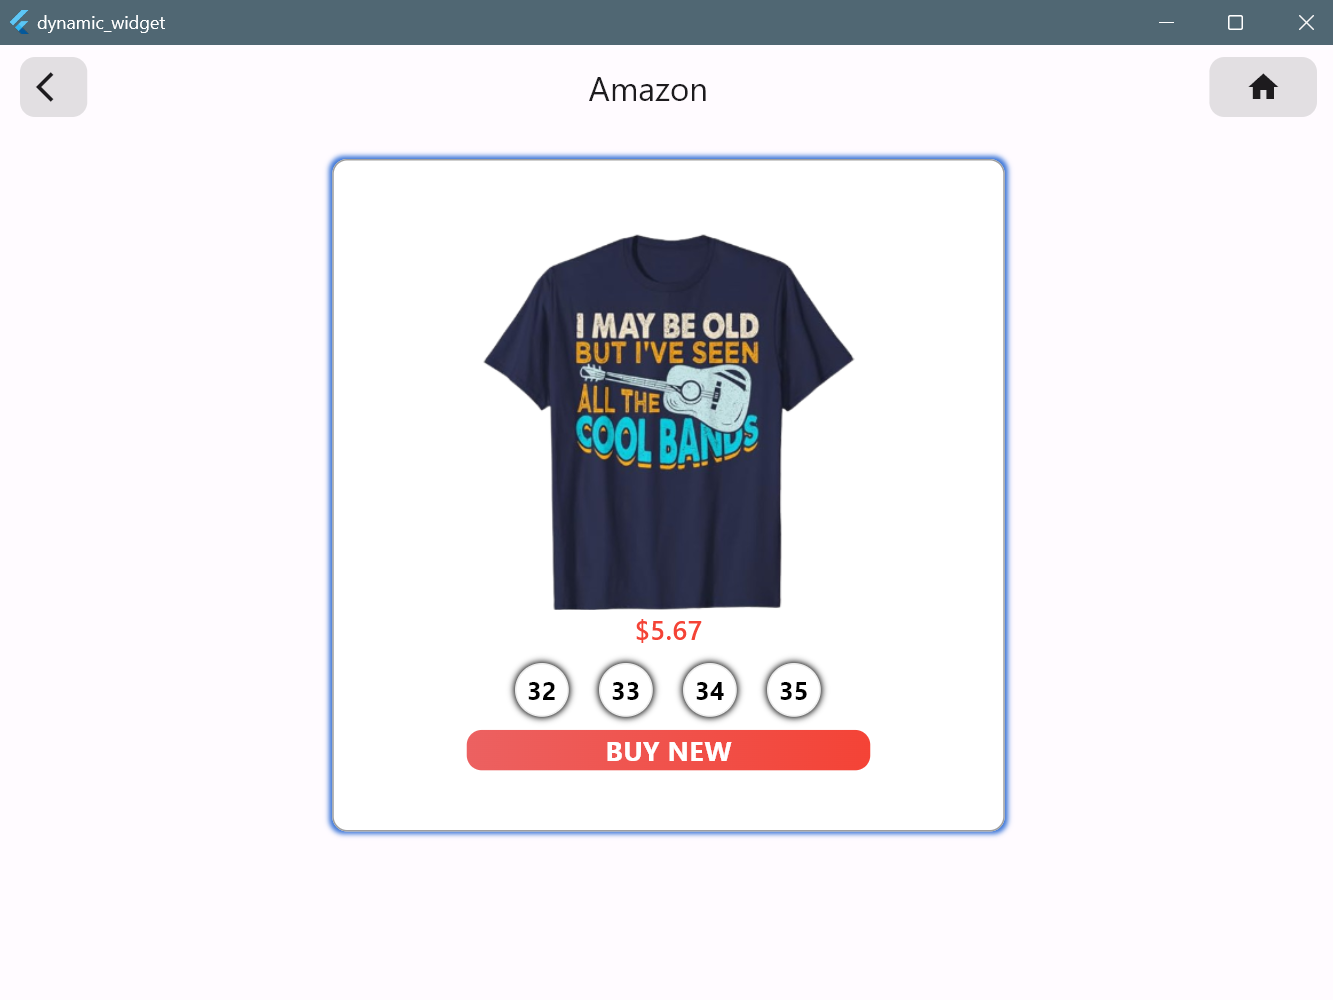 dynamic_widget
Amazon
I MAY BE OLD
BUT I'VE SEEN
ALL THE
COOL BANDS
$5.67
32 33 34 35
BUY NEW